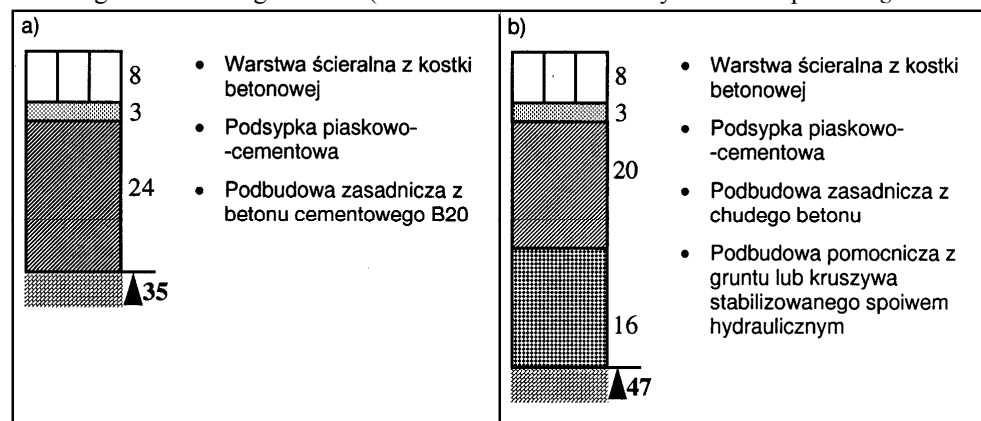 a)
8
3
24
35
• Warstwa ścieralna z kostki
betonowej
• Podsypka piaskowo-
-cementowa
• Podbudowa zasadnicza z
betonu cementowego B20
b)
8
3
20
16
47
• Warstwa ścieralna z kostki
betonowej
• Podsypka piaskowo-
-cementowa
• Podbudowa zasadnicza z
chudego betonu
• Podbudowa pomocnicza z
gruntu lub kruszywa
stabilizowanego spoiwem
hydraulicznym